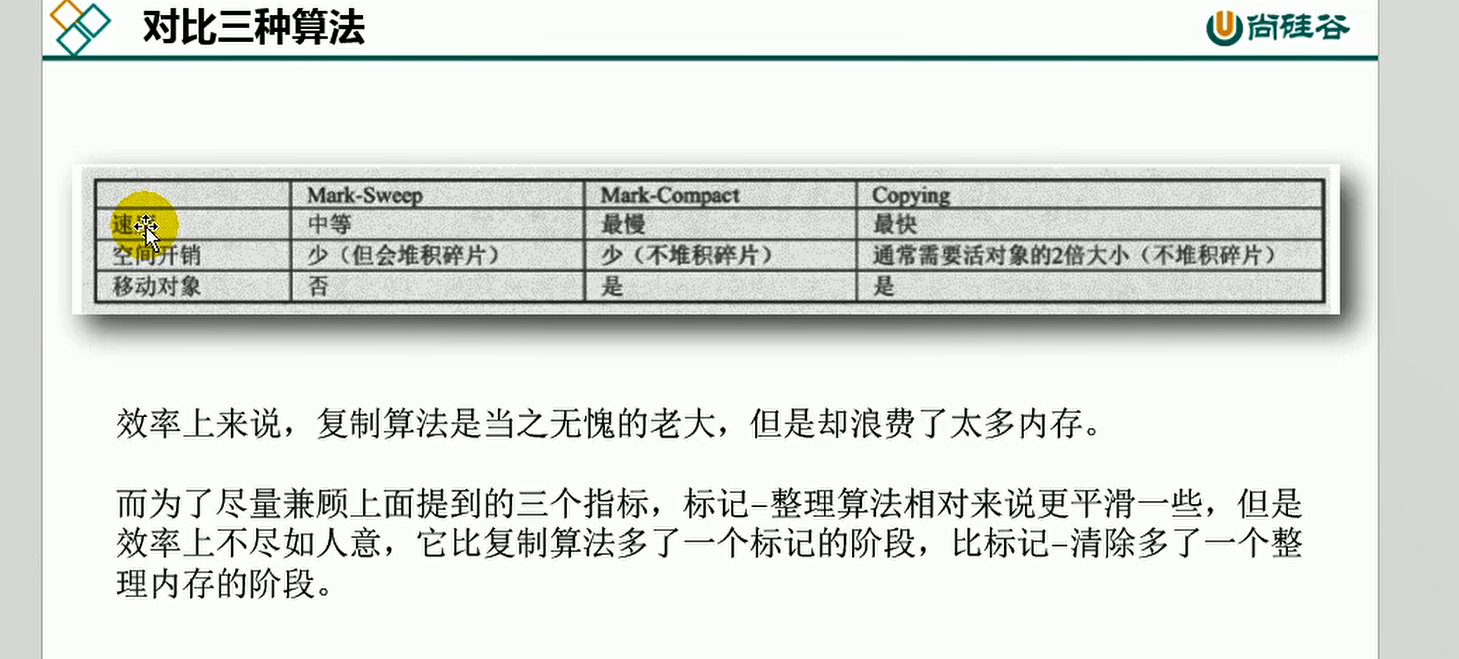 对比三种算法
尚硅谷
Mark-Sweep Mark-Compact Copying
速 中等 最慢 最快
空间开销 少（但会堆积碎片） 少（不堆积碎片） 通常需要活对象的2倍大小（不堆积碎片）
移动对象 否 是 是
效率上来说，复制算法是当之无愧的老大，但是却浪费了太多内存。
而为了尽量兼顾上面提到的三个指标，标记-整理算法相对来说更平滑一些，但是
效率上不尽如人意，它比复制算法多了一个标记的阶段，比标记-清除多了一个整
理内存的阶段。